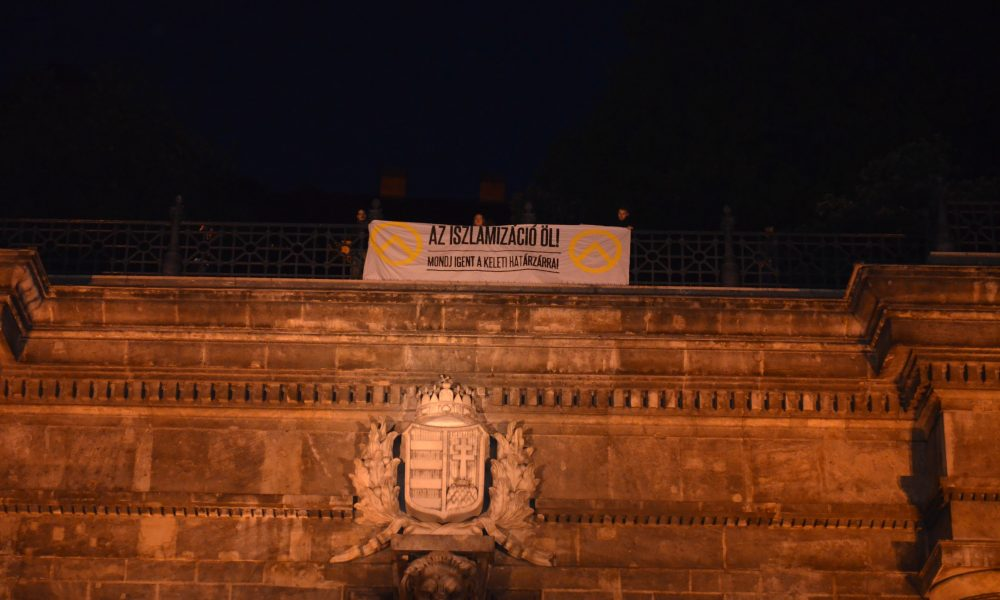 AZ ISZLAMIZÁCIÓ ÖL!
MONDJ IGENT A KELETI HATÁRZÁRRA!